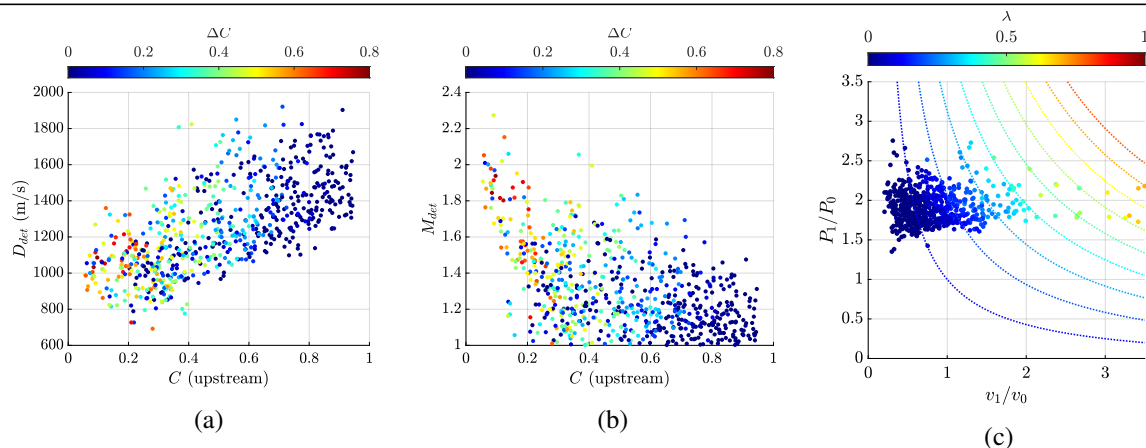 ΔC
0 0.2 0.4 0.6 0.8
2000
1800
1600
1400
1200
1000
800
600
D_det (m/s)
0 0.2 0.4 0.6 0.8 1
C (upstream)
(a)
ΔC
0 0.2 0.4 0.6 0.8
2.4
2.2
2
1.8
1.6
1.4
1.2
1
M_det
0 0.2 0.4 0.6 0.8 1
C (upstream)
(b)
λ
0 0.5 1
3.5
3
2.5
2
1.5
1
0.5
0
P_1/P_0
0 1 2 3
v_1/v_0
(c)